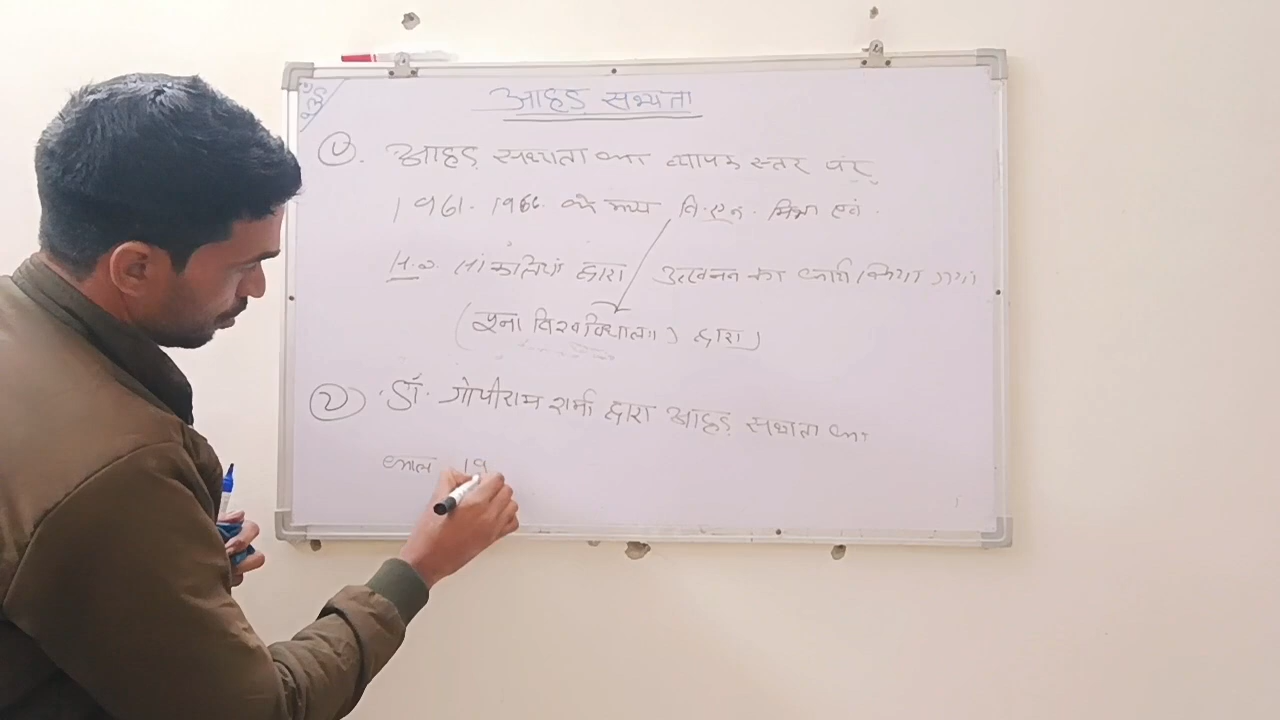 आहड़ सभ्यता
(1). आहड़ सभ्यता का व्यापक स्तर पर
1961-1966 के मध्य वि. एन. मिश्रा एवं
H.D. सांकलिया द्वारा उत्खनन का कार्य किया गया
(पूना विश्वविद्यालय) द्वारा)
(2) डॉ. गोपीराम शर्मा द्वारा आहड़ सभ्यता का
काल 19